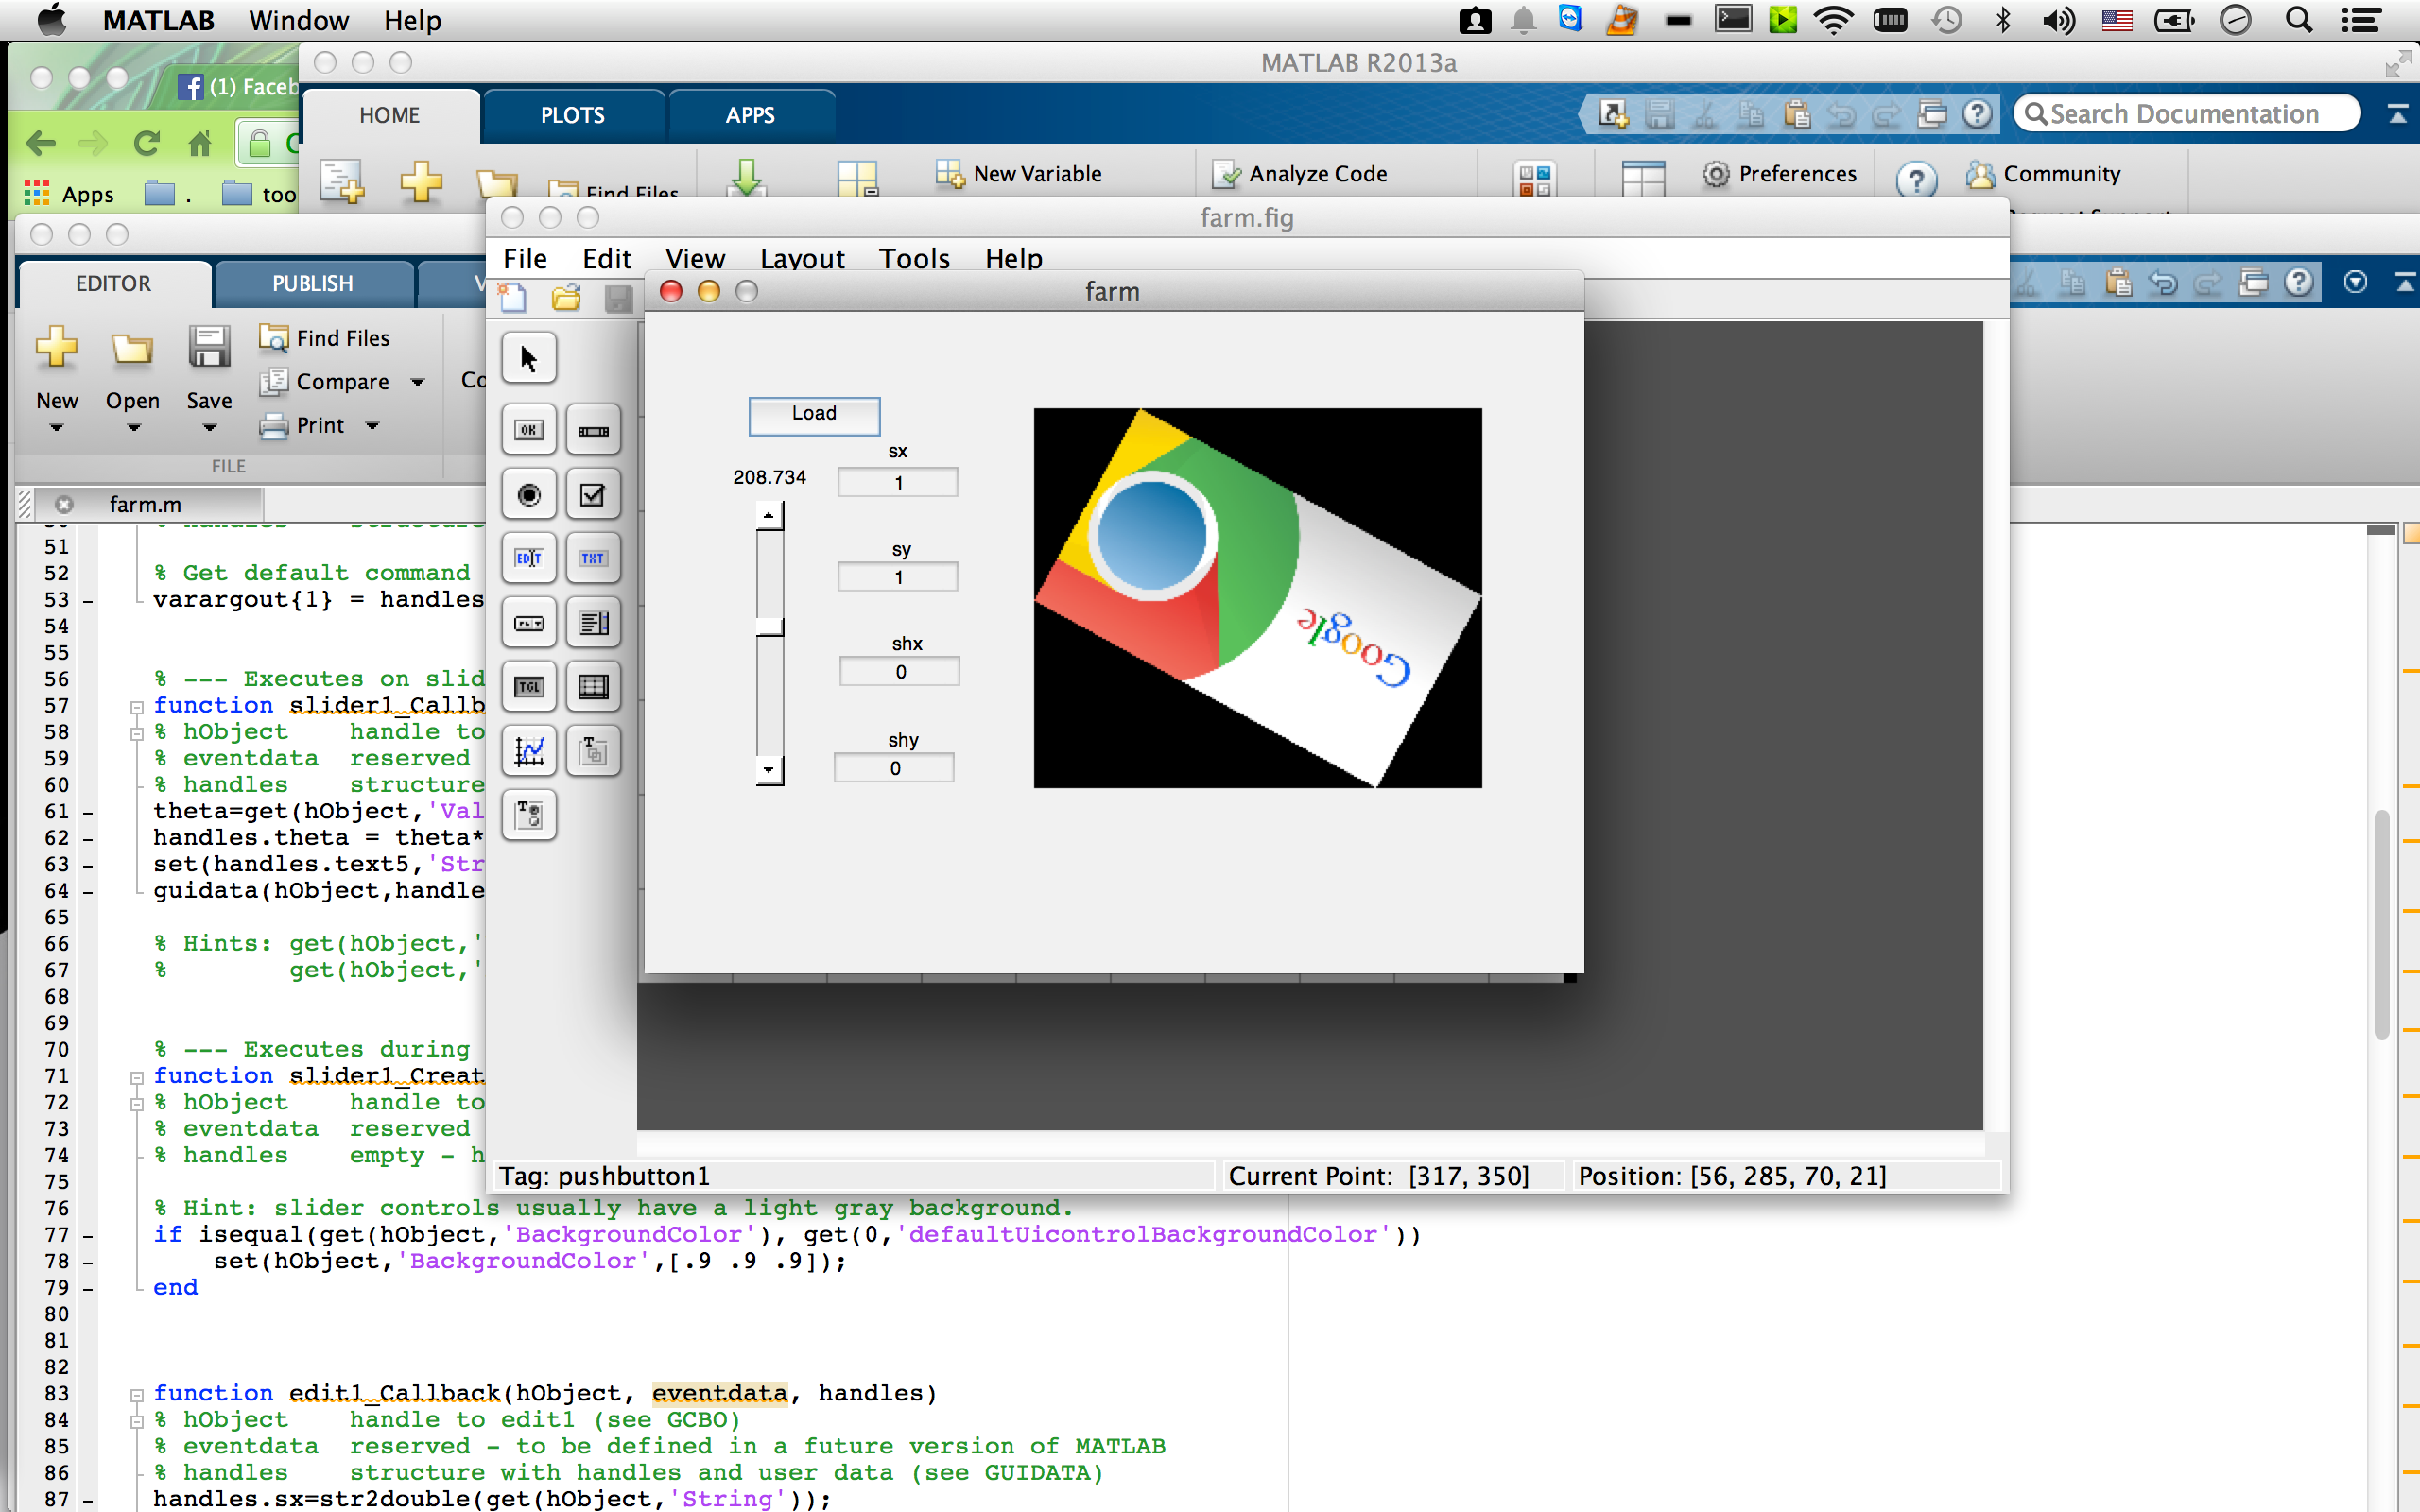 MATLAB Window Help
MATLAB R2013a
(1) Faceb
HOME PLOTS APPS
Search Documentation
Apps . too
Find Files
New Variable
Analyze Code
Preferences
Community
farm.fig
File Edit View Layout Tools Help
EDITOR PUBLISH V
New Open Save
Find Files
Compare
Print
Co
FILE
farm.m
farm
Load
208.734
sx
1
sy
1
shx
0
shy
0
Google
OK
EDIT TXT
TGL
51
52 % Get default command
53 – varargout{1} = handles
54
55
56 % --- Executes on slid
57 function slider1_Callb
58 % hObject    handle to
59 % eventdata  reserved
60 % handles    structure
61 – theta=get(hObject,'Val
62 – handles.theta = theta*
63 – set(handles.text5,'Str
64 – guidata(hObject,handle
65
66 % Hints: get(hObject,'
67 %        get(hObject,'
68
69
70 % --- Executes during
71 function slider1_Creat
72 % hObject    handle to
73 % eventdata  reserved
74 % handles    empty - h
75
76 % Hint: slider controls usually have a light gray background.
77 – if isequal(get(hObject,'BackgroundColor'), get(0,'defaultUicontrolBackgroundColor'))
78 –     set(hObject,'BackgroundColor',[.9 .9 .9]);
79 – end
80
81
82
83 function edit1_Callback(hObject, eventdata, handles)
84 % hObject    handle to edit1 (see GCBO)
85 % eventdata  reserved - to be defined in a future version of MATLAB
86 % handles    structure with handles and user data (see GUIDATA)
87 – handles.sx=str2double(get(hObject,'String'));
Tag: pushbutton1
Current Point: [317, 350]
Position: [56, 285, 70, 21]